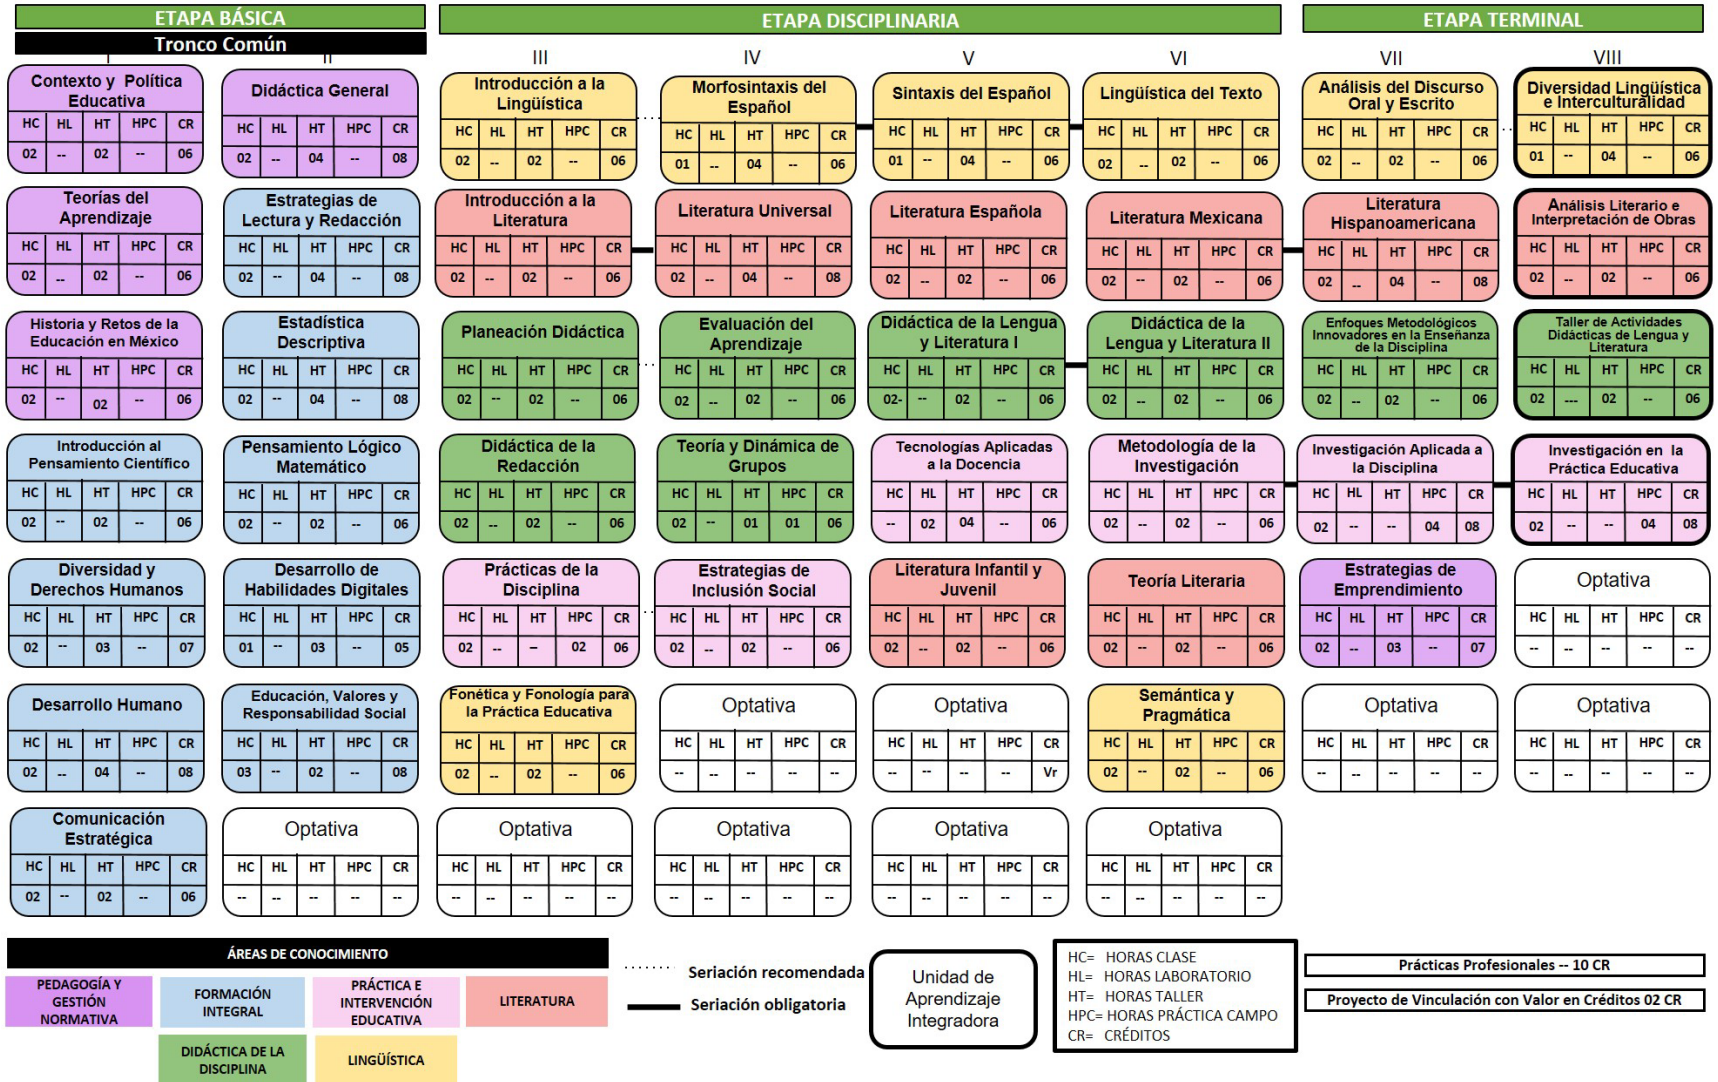 ETAPA BÁSICA
ETAPA DISCIPLINARIA
ETAPA TERMINAL
Tronco Común
I
II
III
IV
V
VI
VII
VIII
Contexto y Política
Educativa
HC HL HT HPC CR
02 -- 02 -- 06
Didáctica General
HC HL HT HPC CR
02 -- 04 -- 08
Introducción a la
Lingüística
HC HL HT HPC CR
02 -- 02 -- 06
Morfosintaxis del
Español
HC HL HT HPC CR
01 -- 04 -- 06
Sintaxis del Español
HC HL HT HPC CR
01 -- 04 -- 06
Lingüística del Texto
HC HL HT HPC CR
02 -- 02 -- 06
Análisis del Discurso
Oral y Escrito
HC HL HT HPC CR
02 -- 02 -- 06
Diversidad Lingüística
e Interculturalidad
HC HL HT HPC CR
01 -- 04 -- 06
Teorías del
Aprendizaje
HC HL HT HPC CR
02 -- 02 -- 06
Estrategias de
Lectura y Redacción
HC HL HT HPC CR
02 -- 04 -- 08
Introducción a la
Literatura
HC HL HT HPC CR
02 -- 02 -- 06
Literatura Universal
HC HL HT HPC CR
02 -- 04 -- 08
Literatura Española
HC HL HT HPC CR
02 -- 02 -- 06
Literatura Mexicana
HC HL HT HPC CR
02 -- 02 -- 06
Literatura
Hispanoamericana
HC HL HT HPC CR
02 -- 04 -- 08
Análisis Literario e
Interpretación de Obras
HC HL HT HPC CR
02 -- 02 -- 06
Historia y Retos de la
Educación en México
HC HL HT HPC CR
02 -- 02 -- 06
Estadística
Descriptiva
HC HL HT HPC CR
02 -- 04 -- 08
Planeación Didáctica
HC HL HT HPC CR
02 -- 02 -- 06
Evaluación del
Aprendizaje
HC HL HT HPC CR
02 -- 02 -- 06
Didáctica de la Lengua
y Literatura I
HC HL HT HPC CR
02- -- 02 -- 06
Didáctica de la
Lengua y Literatura II
HC HL HT HPC CR
02 -- 02 -- 06
Enfoques Metodológicos
Innovadores en la Enseñanza
de la Disciplina
HC HL HT HPC CR
02 -- 02 -- 06
Taller de Actividades
Didácticas de Lengua y
Literatura
HC HL HT HPC CR
02 --- 02 -- 06
Introducción al
Pensamiento Científico
HC HL HT HPC CR
02 -- 02 -- 06
Pensamiento Lógico
Matemático
HC HL HT HPC CR
02 -- 02 -- 06
Didáctica de la
Redacción
HC HL HT HPC CR
02 -- 02 -- 06
Teoría y Dinámica de
Grupos
HC HL HT HPC CR
02 -- 01 01 06
Tecnologías Aplicadas
a la Docencia
HC HL HT HPC CR
-- 02 04 -- 06
Metodología de la
Investigación
HC HL HT HPC CR
02 -- 02 -- 06
Investigación Aplicada a
la Disciplina
HC HL HT HPC CR
02 -- -- 04 08
Investigación en la
Práctica Educativa
HC HL HT HPC CR
02 -- -- 04 08
Diversidad y
Derechos Humanos
HC HL HT HPC CR
02 -- 03 -- 07
Desarrollo de
Habilidades Digitales
HC HL HT HPC CR
01 -- 03 -- 05
Prácticas de la
Disciplina
HC HL HT HPC CR
02 -- – 02 06
Estrategias de
Inclusión Social
HC HL HT HPC CR
02 -- 02 -- 06
Literatura Infantil y
Juvenil
HC HL HT HPC CR
02 -- 02 -- 06
Teoría Literaria
HC HL HT HPC CR
02 -- 02 -- 06
Estrategias de
Emprendimiento
HC HL HT HPC CR
02 -- 03 -- 07
Optativa
HC HL HT HPC CR
-- -- -- -- --
Desarrollo Humano
HC HL HT HPC CR
02 -- 04 -- 08
Educación, Valores y
Responsabilidad Social
HC HL HT HPC CR
03 -- 02 -- 08
Fonética y Fonología para
la Práctica Educativa
HC HL HT HPC CR
02 -- 02 -- 06
Optativa
HC HL HT HPC CR
-- -- -- -- --
Optativa
HC HL HT HPC CR
-- -- -- -- Vr
Semántica y
Pragmática
HC HL HT HPC CR
02 -- 02 -- 06
Optativa
HC HL HT HPC CR
-- -- -- -- --
Optativa
HC HL HT HPC CR
-- -- -- -- --
Comunicación
Estratégica
HC HL HT HPC CR
02 -- 02 -- 06
Optativa
HC HL HT HPC CR
-- -- -- -- --
Optativa
HC HL HT HPC CR
-- -- -- -- --
Optativa
HC HL HT HPC CR
-- -- -- -- --
Optativa
HC HL HT HPC CR
-- -- -- -- --
Optativa
HC HL HT HPC CR
-- -- -- -- --
ÁREAS DE CONOCIMIENTO
PEDAGOGÍA Y
GESTIÓN
NORMATIVA
FORMACIÓN
INTEGRAL
PRÁCTICA E
INTERVENCIÓN
EDUCATIVA
LITERATURA
DIDÁCTICA DE LA
DISCIPLINA
LINGÜÍSTICA
Seriación recomendada
Seriación obligatoria
Unidad de
Aprendizaje
Integradora
HC= HORAS CLASE
HL= HORAS LABORATORIO
HT= HORAS TALLER
HPC= HORAS PRÁCTICA CAMPO
CR= CRÉDITOS
Prácticas Profesionales -- 10 CR
Proyecto de Vinculación con Valor en Créditos 02 CR